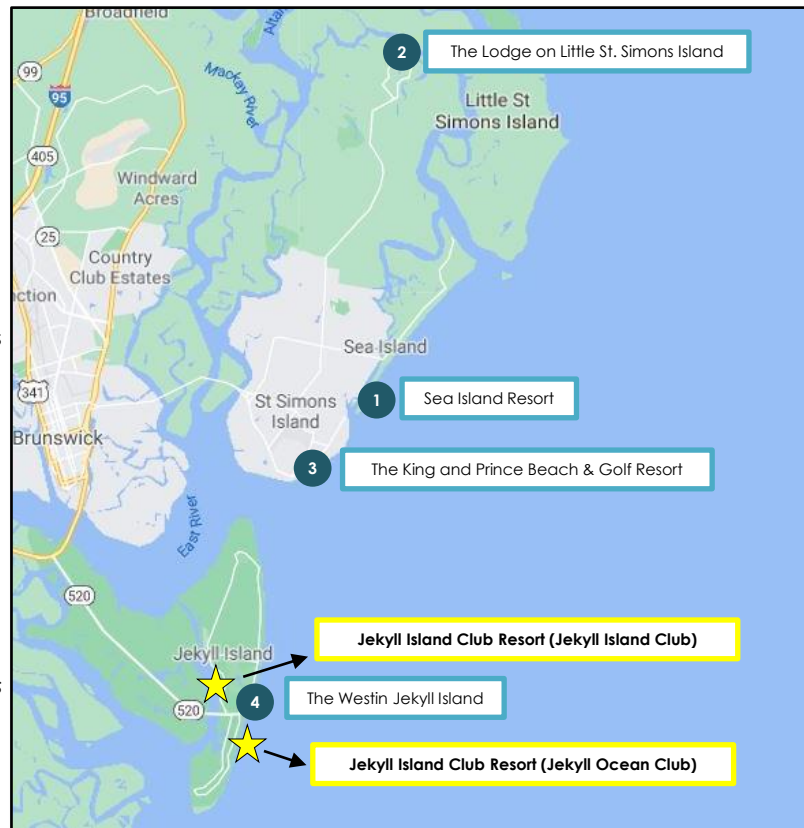 Broadfield
2
The Lodge on Little St. Simons Island
99
Mackay River
95
Little St
Simons Island
405
Windward
Acres
25
Country
Club Estates
nction
s
Sea Island
341
St Simons
Island
1
Sea Island Resort
Brunswick
3
The King and Prince Beach & Golf Resort
East River
520
Jekyll Island Club Resort (Jekyll Island Club)
Jekyll Island
s
520
4
The Westin Jekyll Island
Jekyll Island Club Resort (Jekyll Ocean Club)